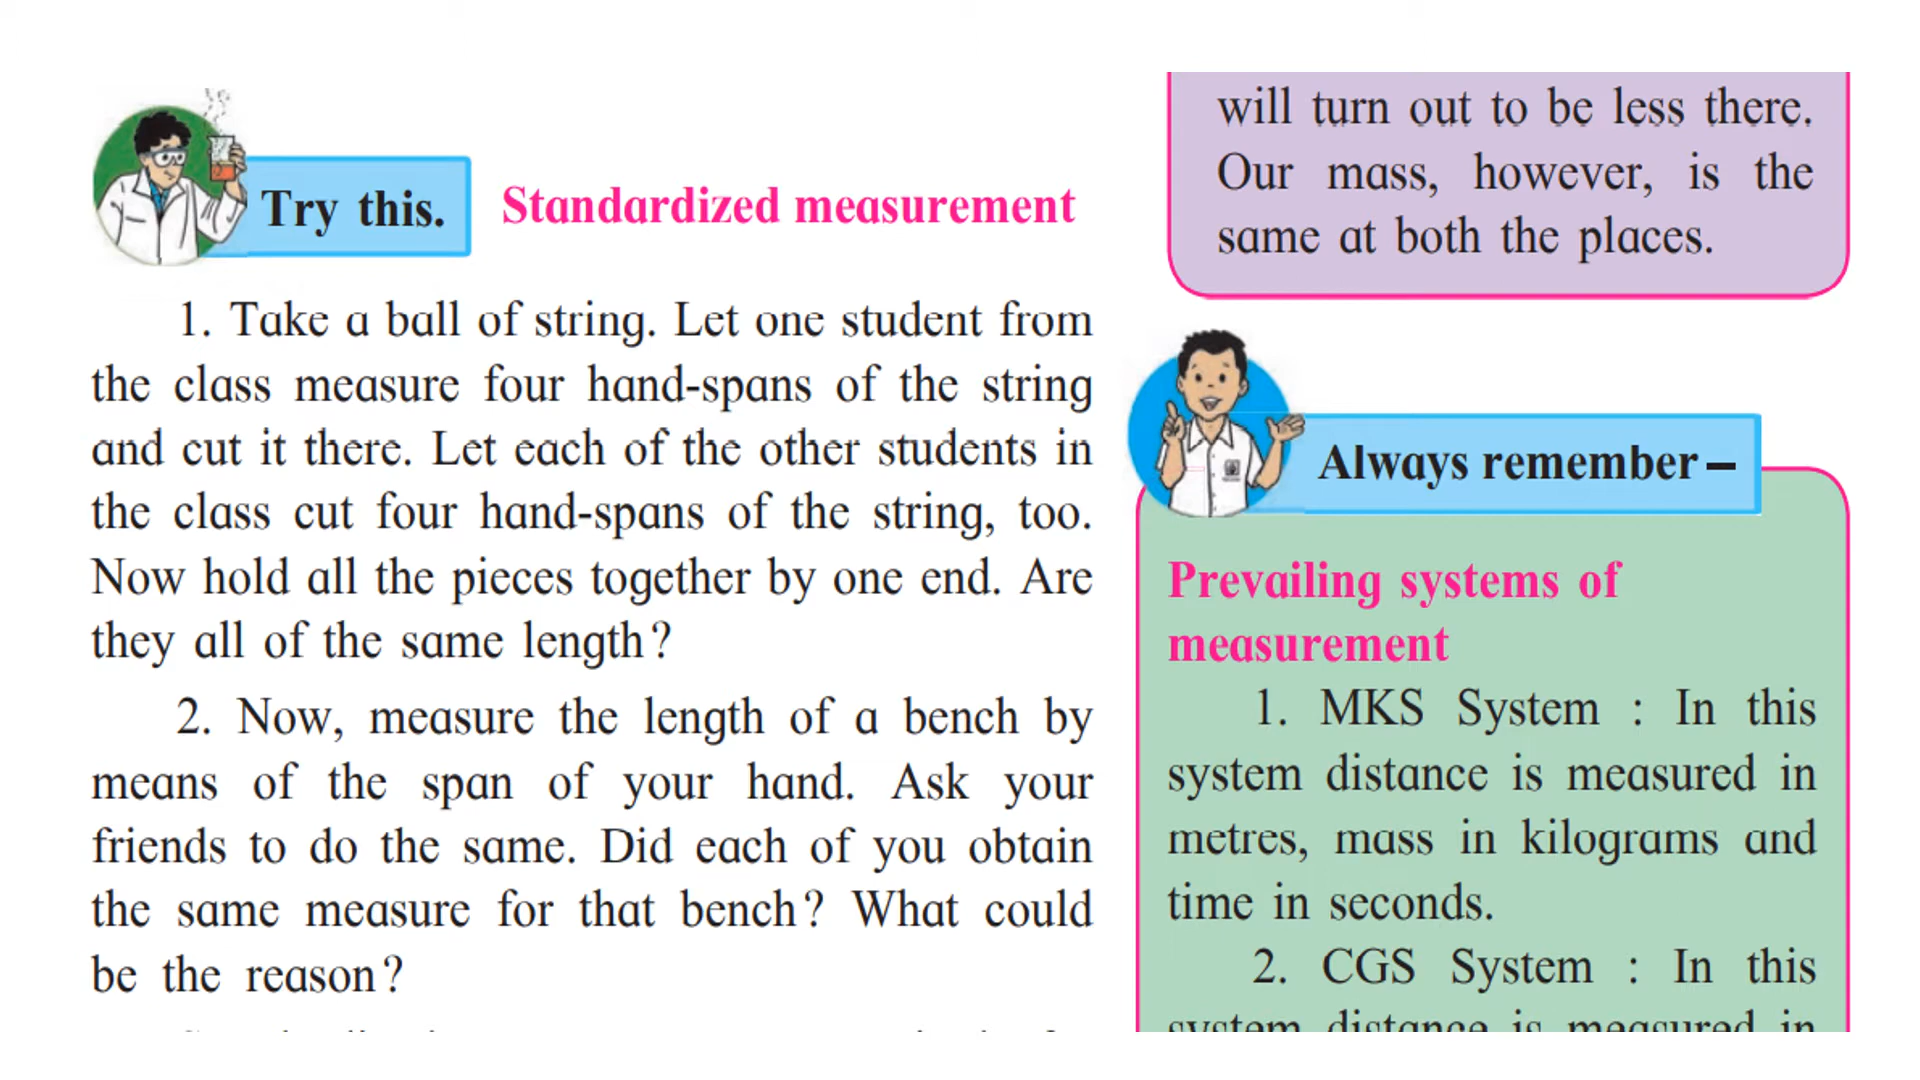 Try this.
Standardized measurement
1. Take a ball of string. Let one student from
the class measure four hand-spans of the string
and cut it there. Let each of the other students in
the class cut four hand-spans of the string, too.
Now hold all the pieces together by one end. Are
they all of the same length?
2. Now, measure the length of a bench by
means of the span of your hand. Ask your
friends to do the same. Did each of you obtain
the same measure for that bench? What could
be the reason?
will turn out to be less there.
Our mass, however, is the
same at both the places.
Always remember –
Prevailing systems of
measurement
1. MKS System : In this
system distance is measured in
metres, mass in kilograms and
time in seconds.
2. CGS System : In this
system distance is measured in